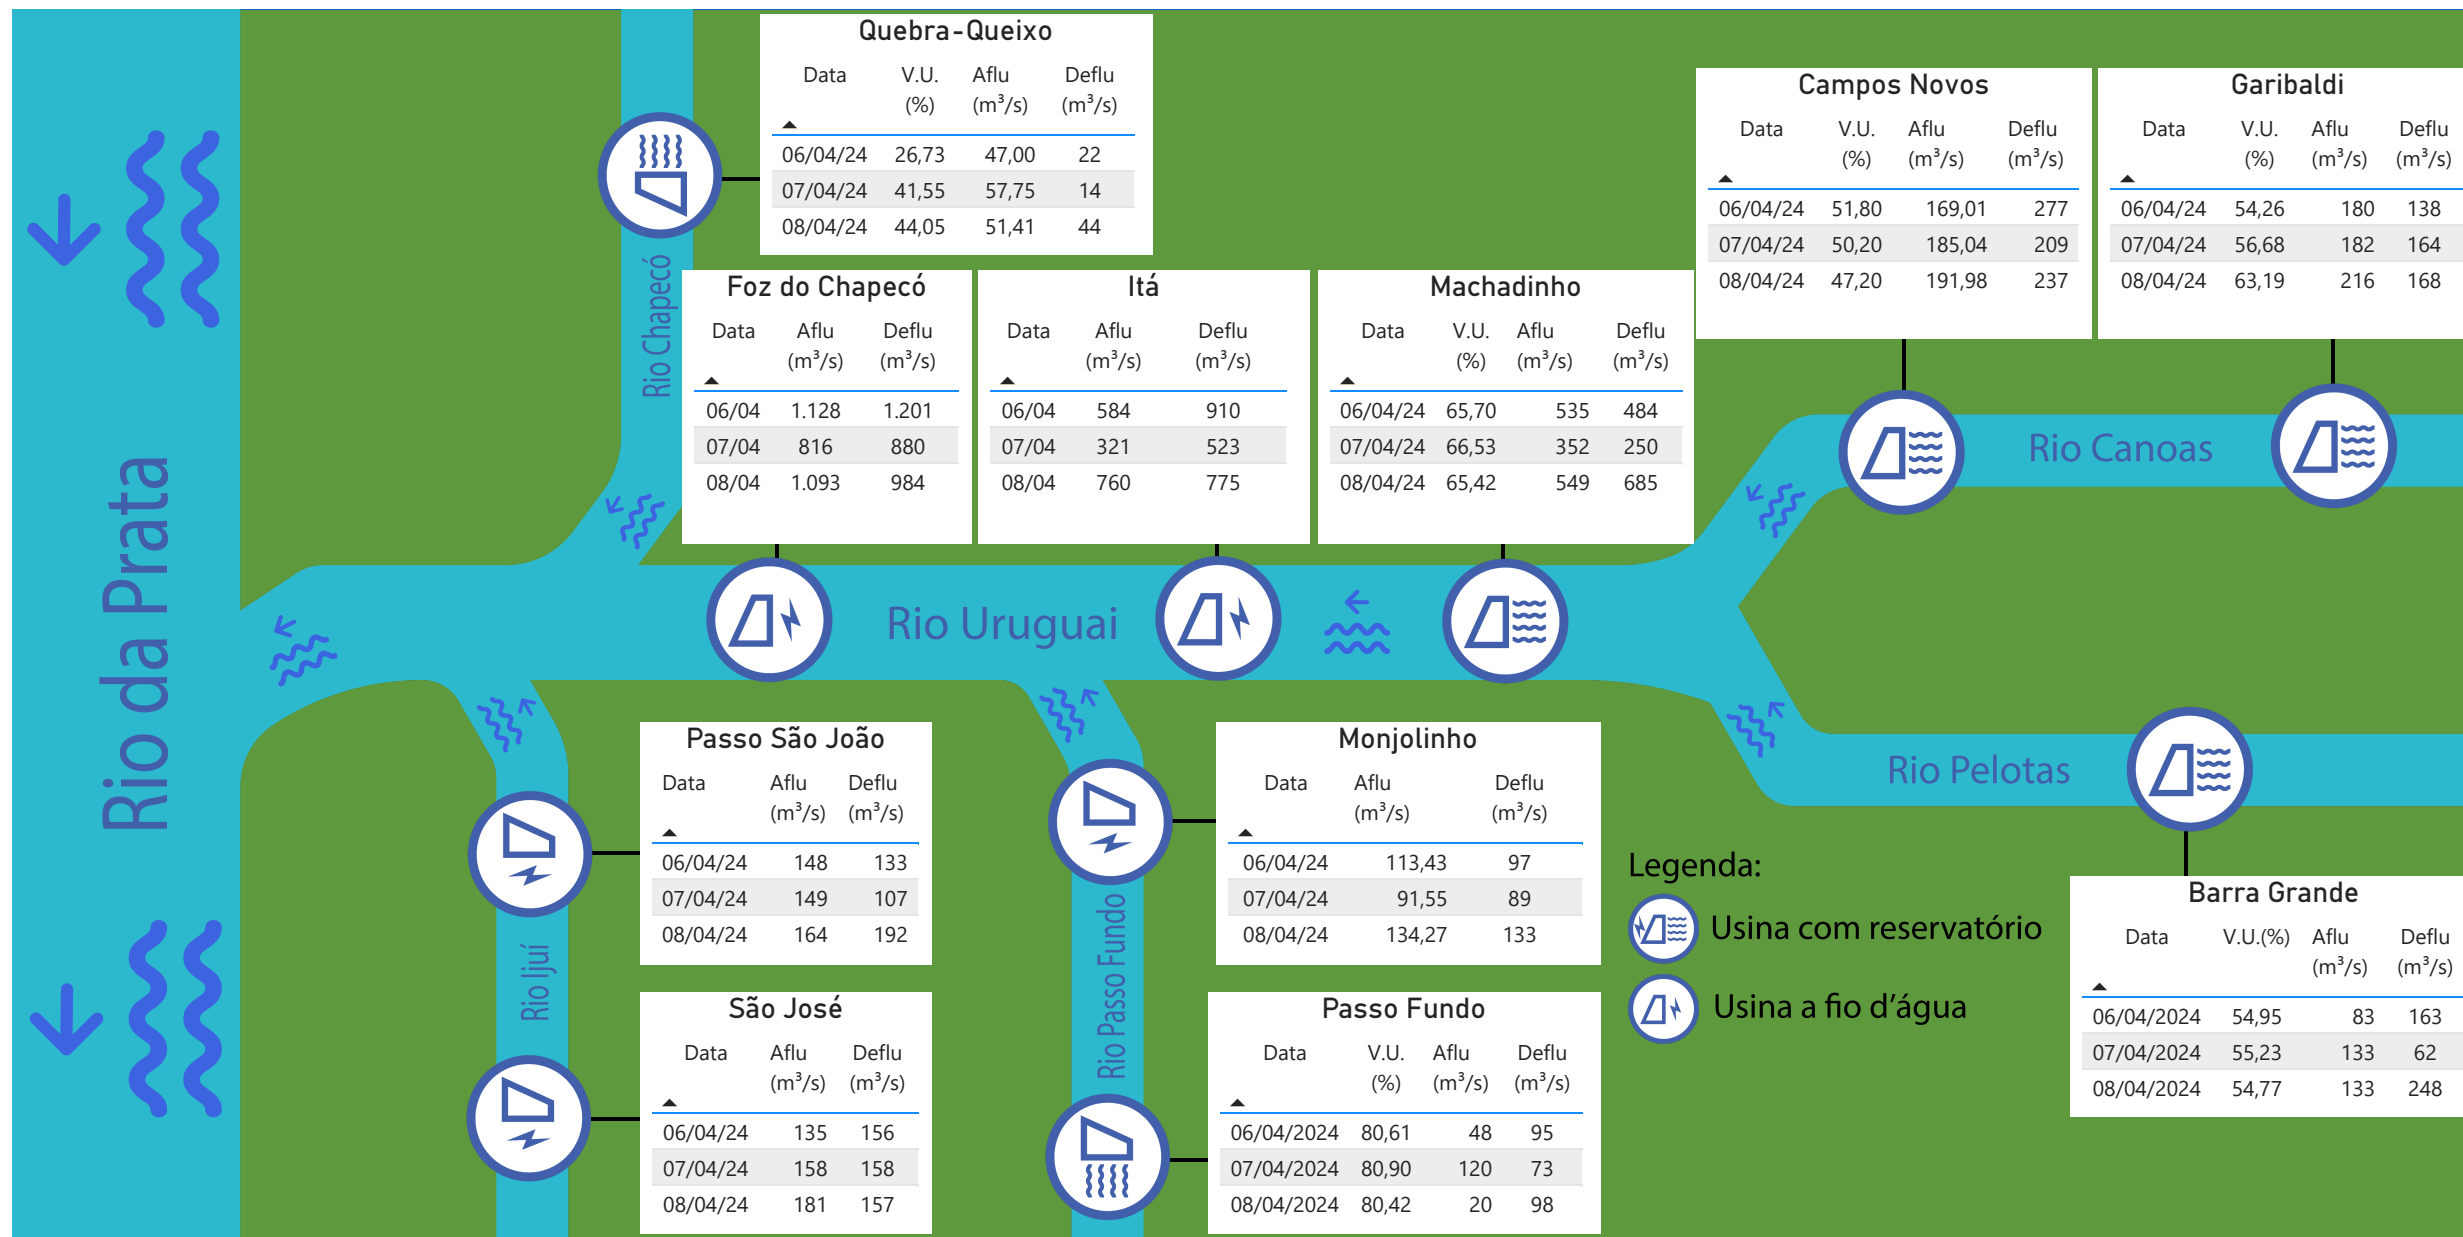 Quebra-Queixo
Data V.U. (%) Aflu (m³/s) Deflu (m³/s)
06/04/24 26,73 47,00 22
07/04/24 41,55 57,75 14
08/04/24 44,05 51,41 44
Campos Novos
Data V.U. (%) Aflu (m³/s) Deflu (m³/s)
06/04/24 51,80 169,01 277
07/04/24 50,20 185,04 209
08/04/24 47,20 191,98 237
Garibaldi
Data V.U. (%) Aflu (m³/s) Deflu (m³/s)
06/04/24 54,26 180 138
07/04/24 56,68 182 164
08/04/24 63,19 216 168
Rio Chapecó
Foz do Chapecó
Data Aflu (m³/s) Deflu (m³/s)
06/04 1.128 1.201
07/04 816 880
08/04 1.093 984
Itá
Data Aflu (m³/s) Deflu (m³/s)
06/04 584 910
07/04 321 523
08/04 760 775
Machadinho
Data V.U. (%) Aflu (m³/s) Deflu (m³/s)
06/04/24 65,70 535 484
07/04/24 66,53 352 250
08/04/24 65,42 549 685
Rio Canoas
Rio da Prata
Rio Uruguai
Rio Pelotas
Passo São João
Data Aflu (m³/s) Deflu (m³/s)
06/04/24 148 133
07/04/24 149 107
08/04/24 164 192
Monjolinho
Data Aflu (m³/s) Deflu (m³/s)
06/04/24 113,43 97
07/04/24 91,55 89
08/04/24 134,27 133
Rio Ijuí
Rio Passo Fundo
Legenda:
Usina com reservatório
Usina a fio d'água
Barra Grande
Data V.U.(%) Aflu (m³/s) Deflu (m³/s)
06/04/2024 54,95 83 163
07/04/2024 55,23 133 62
08/04/2024 54,77 133 248
São José
Data Aflu (m³/s) Deflu (m³/s)
06/04/24 135 156
07/04/24 158 158
08/04/24 181 157
Passo Fundo
Data V.U. (%) Aflu (m³/s) Deflu (m³/s)
06/04/2024 80,61 48 95
07/04/2024 80,90 120 73
08/04/2024 80,42 20 98